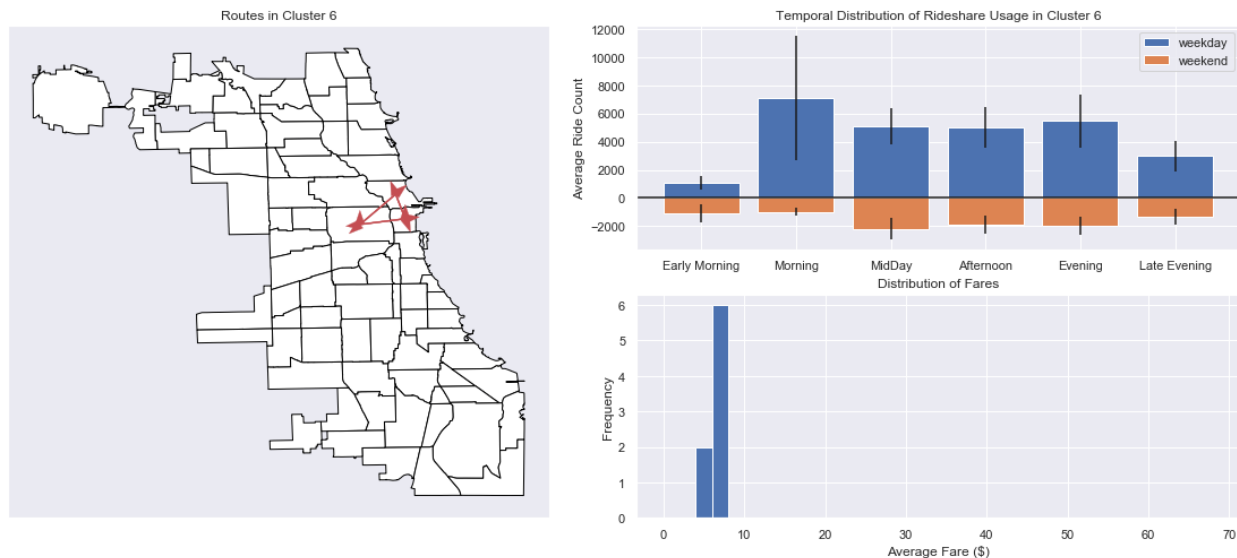 Routes in Cluster 6
Temporal Distribution of Rideshare Usage in Cluster 6
Average Ride Count
12000
10000
8000
6000
4000
2000
0
−2000
weekday
weekend
Early Morning Morning MidDay Afternoon Evening Late Evening
Distribution of Fares
Frequency
6
5
4
3
2
1
0
0 10 20 30 40 50 60 70
Average Fare ($)